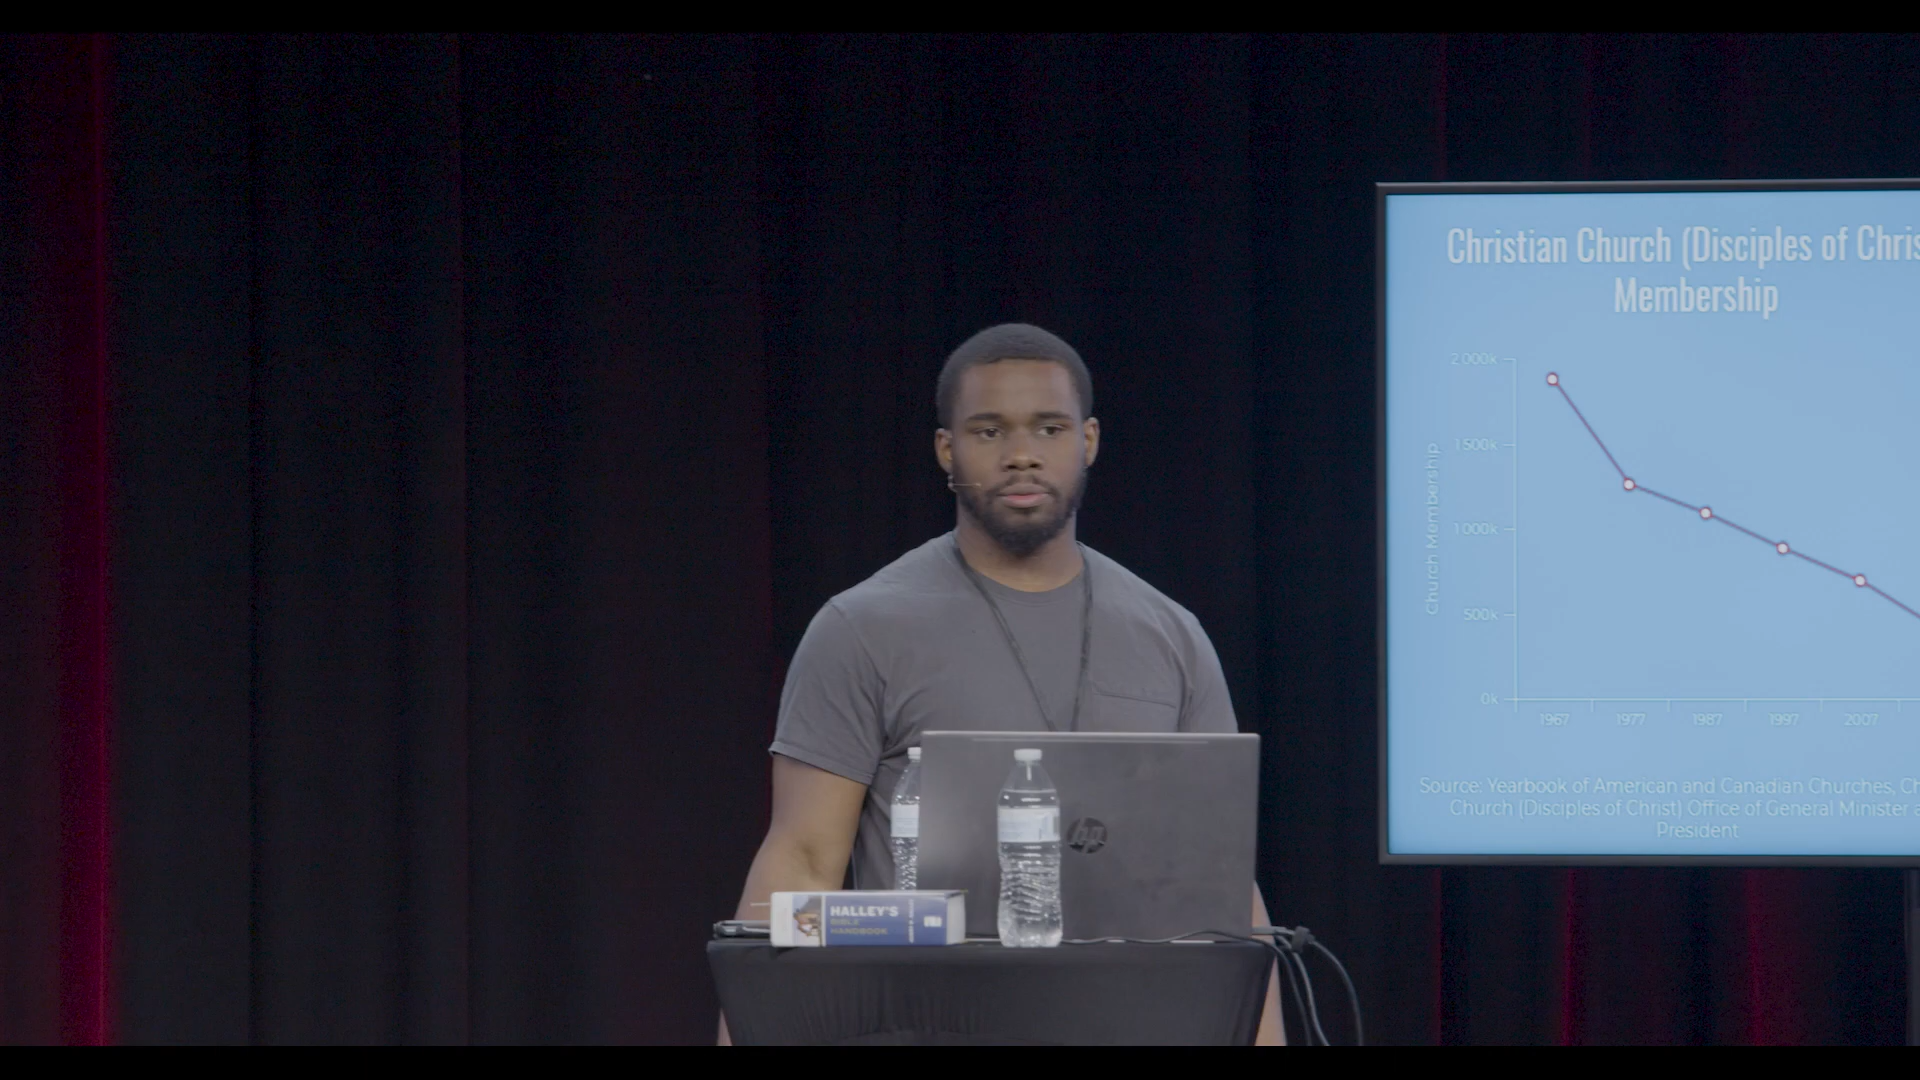 Christian Church (Disciples of Chris
Membership
2,000k
1500k
1000k
500k
0k
Church Membership
1967 1977 1987 1997 2007
Source: Yearbook of American and Canadian Churches, Ch
Church (Disciples of Christ) Office of General Minister a
President
hp
HALLEY'S
BIBLE
HANDBOOK